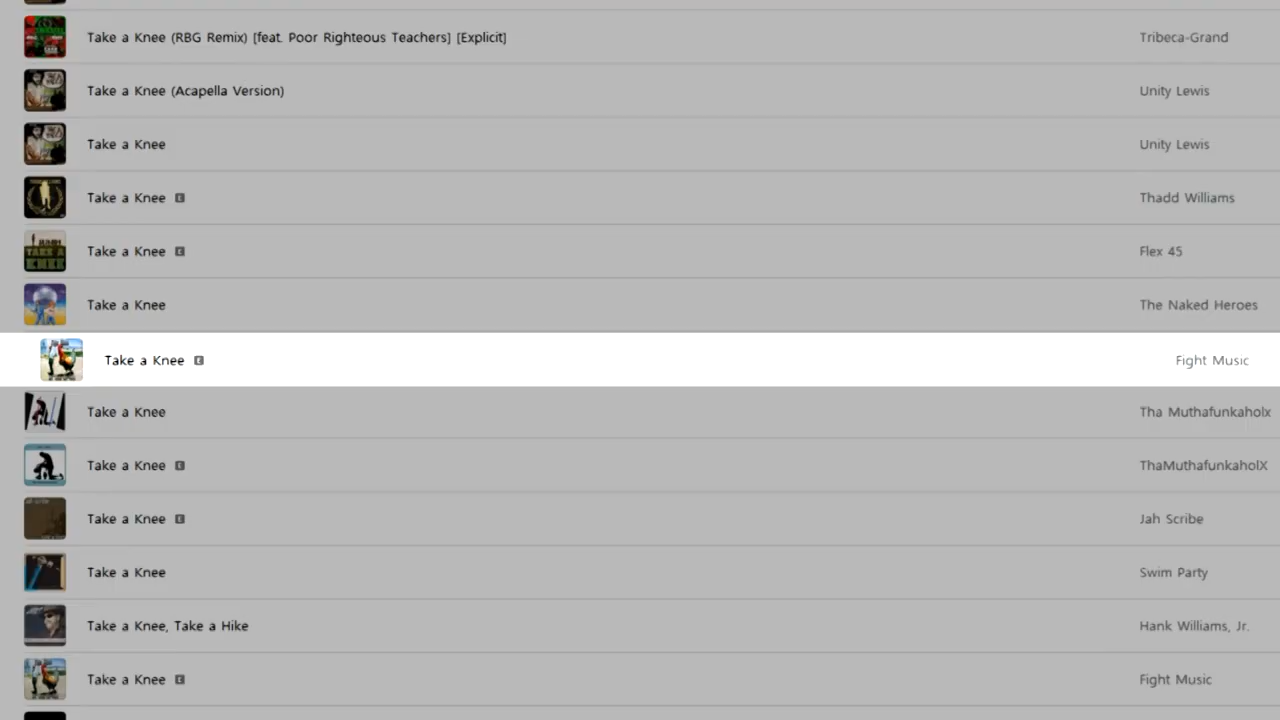 Take a Knee (RBG Remix) [feat. Poor Righteous Teachers] [Explicit] Tribeca-Grand
Take a Knee (Acapella Version) Unity Lewis
Take a Knee Unity Lewis
Take a Knee E Thadd Williams
Take a Knee E Flex 45
Take a Knee The Naked Heroes
Take a Knee E Fight Music
Take a Knee Tha Muthafunkaholx
Take a Knee E ThaMuthafunkaholX
Take a Knee E Jah Scribe
Take a Knee Swim Party
Take a Knee, Take a Hike Hank Williams, Jr.
Take a Knee E Fight Music